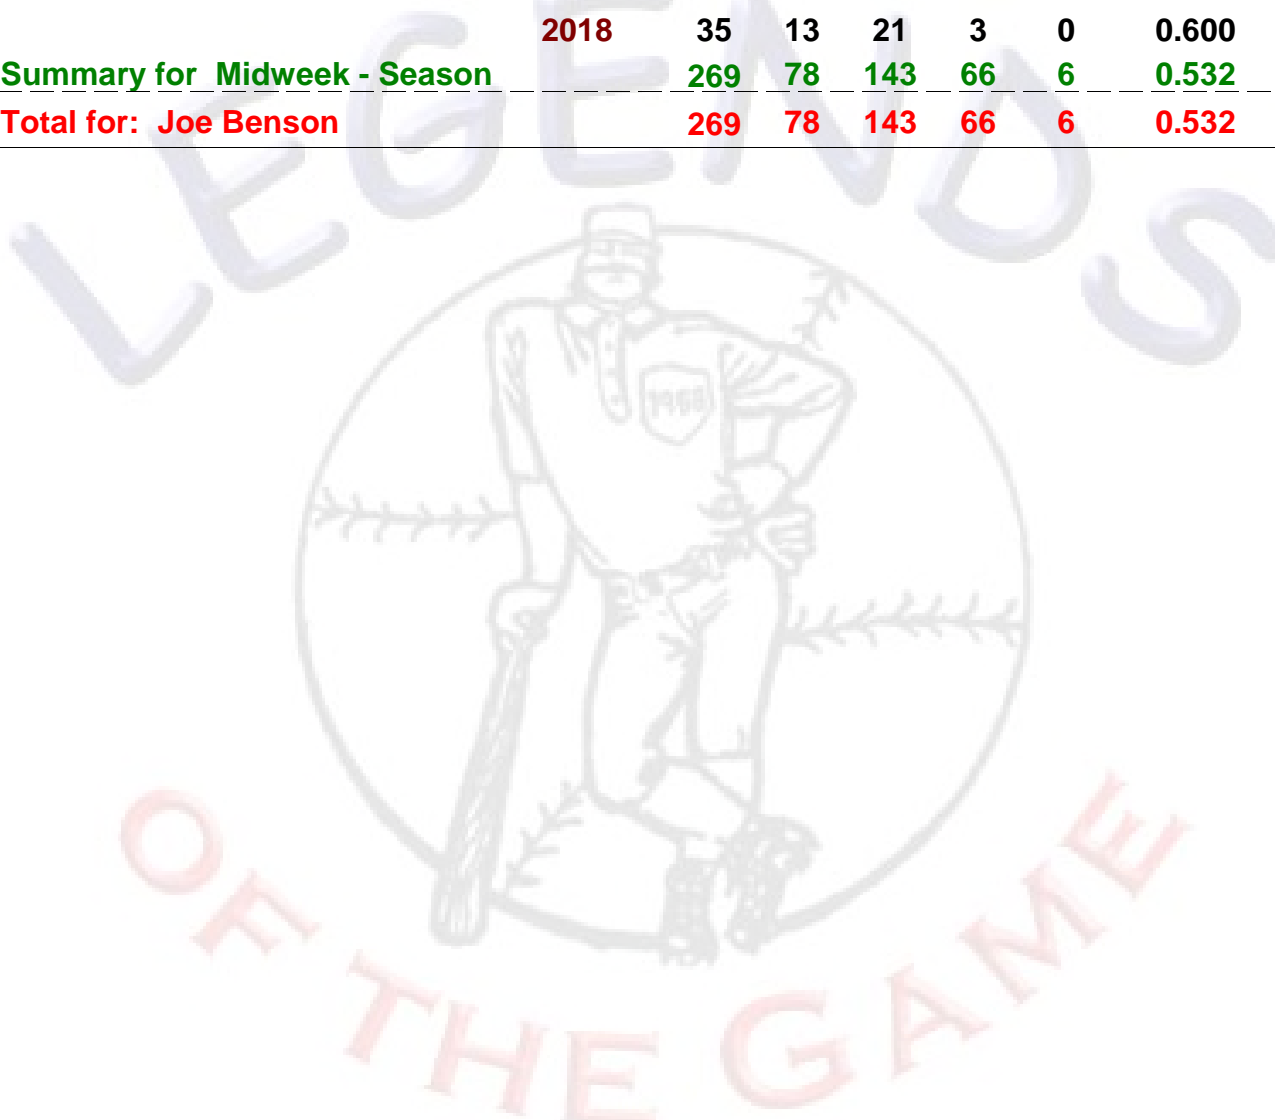 2018 35 13 21 3 0 0.600
Summary for Midweek - Season 269 78 143 66 6 0.532
Total for: Joe Benson 269 78 143 66 6 0.532
LEGENDS
1968
OF THE GAME